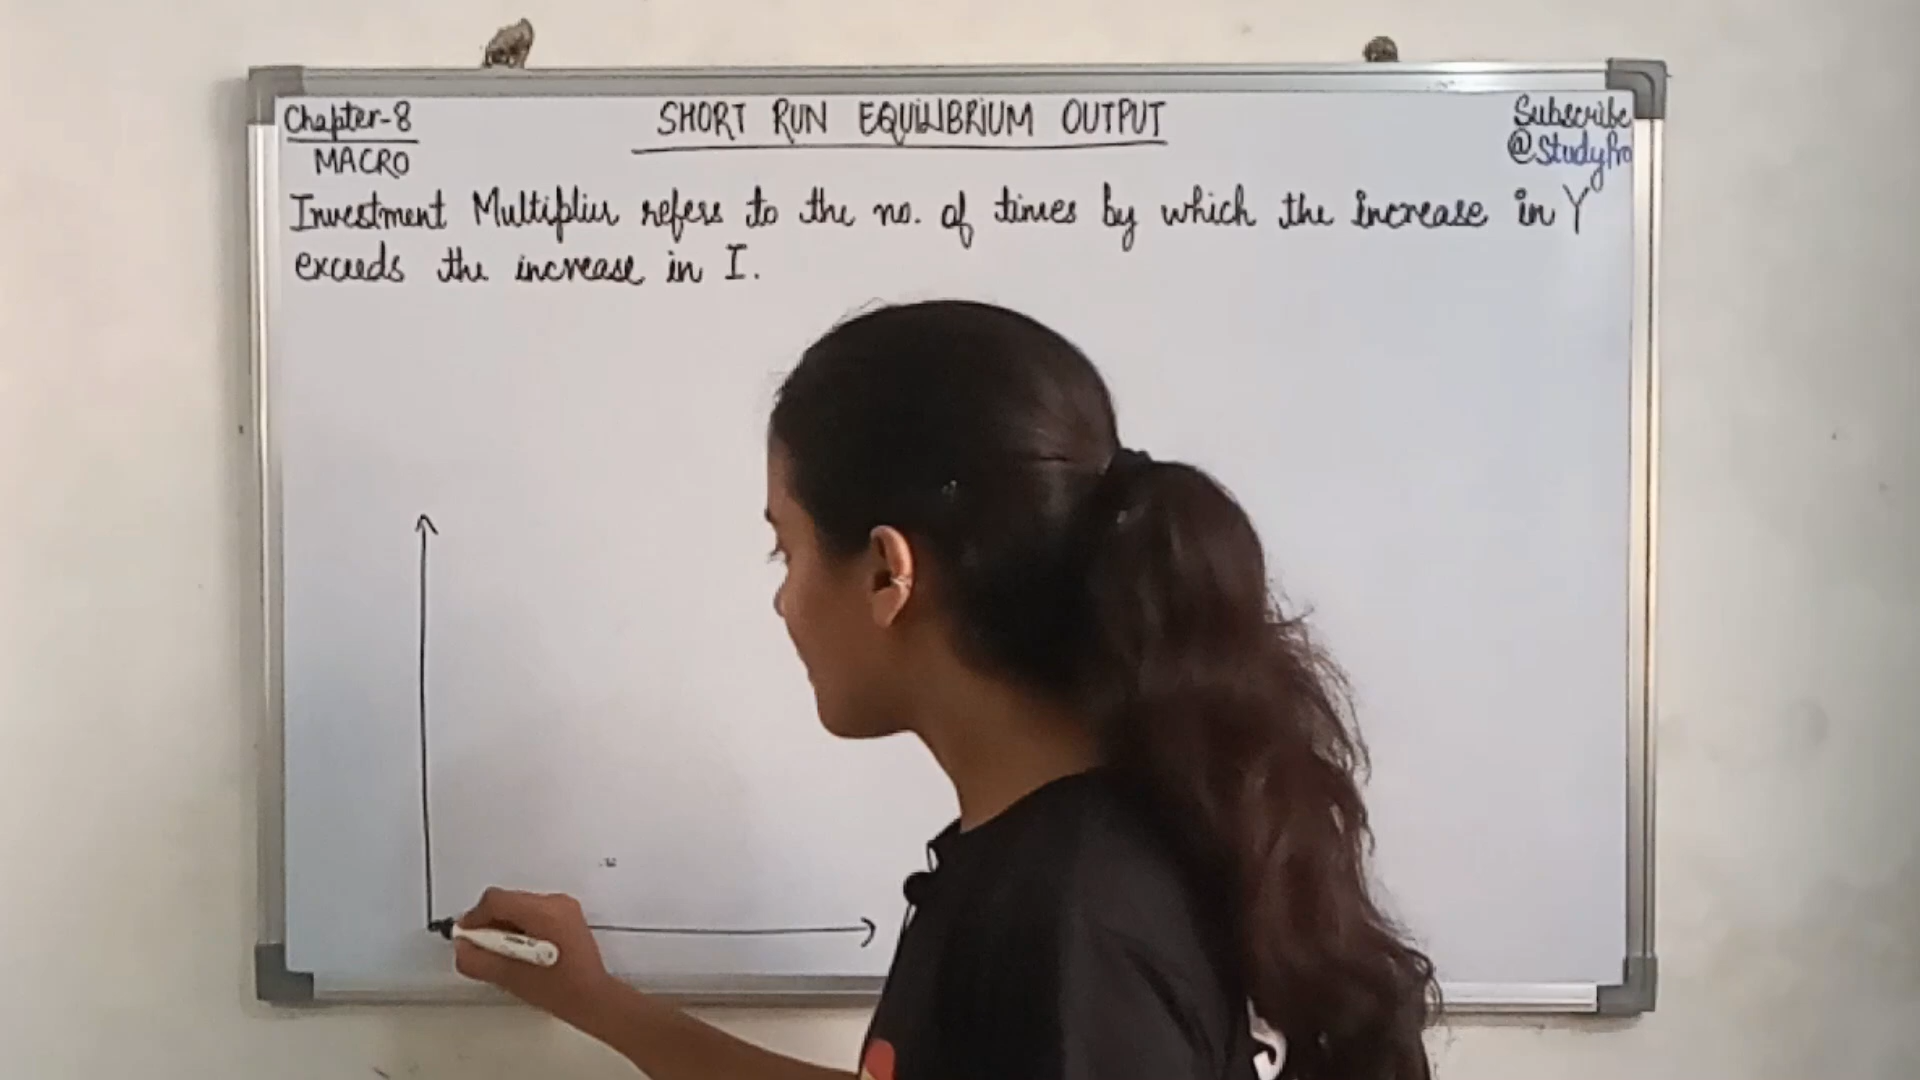 Chapter-8
MACRO
SHORT RUN EQUILIBRIUM OUTPUT
Subscribe
@StudyPro
Investment Multiplier refers to the no. of times by which the increase in Y
exceeds the increase in I.